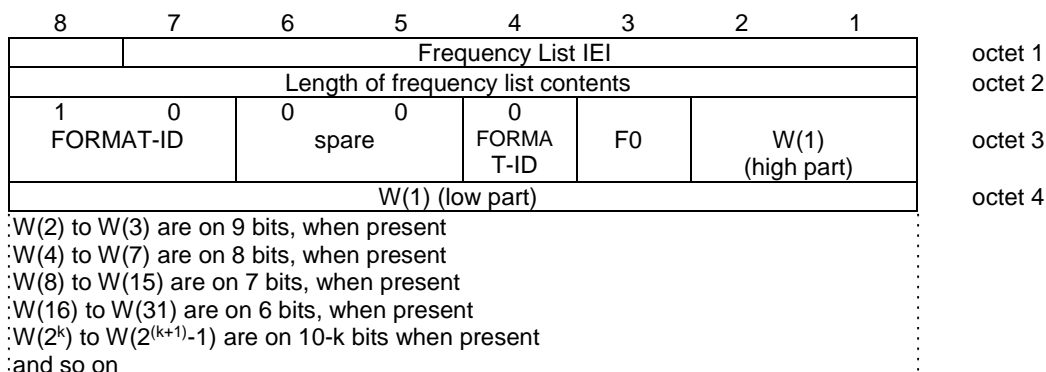 8 7 6 5 4 3 2 1
Frequency List IEI octet 1
Length of frequency list contents octet 2
1 0 0 0 0
FORMAT-ID spare FORMA F0 W(1) octet 3
T-ID (high part)
W(1) (low part) octet 4
W(2) to W(3) are on 9 bits, when present
W(4) to W(7) are on 8 bits, when present
W(8) to W(15) are on 7 bits, when present
W(16) to W(31) are on 6 bits, when present
W(2^k) to W(2^(k+1)-1) are on 10-k bits when present
and so on